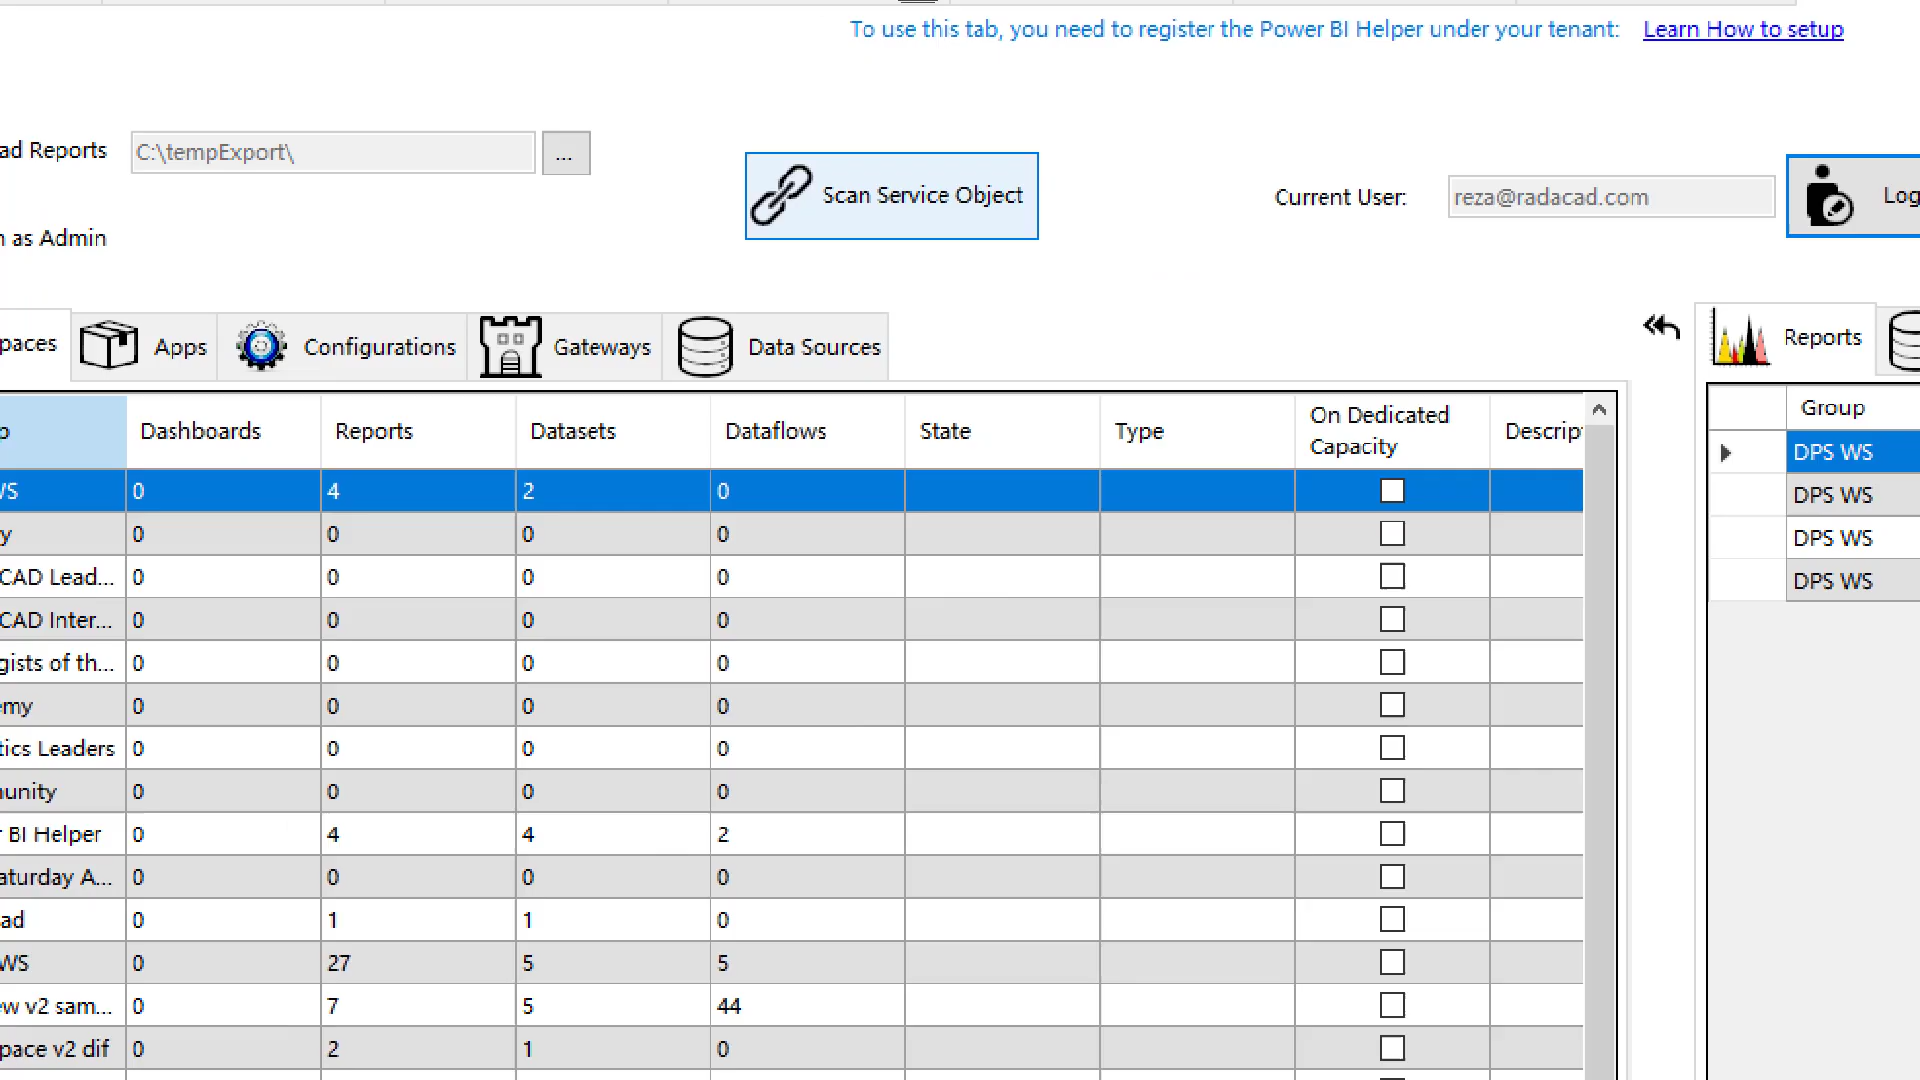 To use this tab, you need to register the Power BI Helper under your tenant: Learn How to setup
ad Reports C:\tempExport\ ...
Scan Service Object
Current User: reza@radacad.com Log
n as Admin
paces Apps Configurations Gateways Data Sources
Reports
p Dashboards Reports Datasets Dataflows State Type On Dedicated Capacity Descrip
WS 0 4 2 0
y 0 0 0 0
CAD Lead... 0 0 0 0
CAD Inter... 0 0 0 0
gists of th... 0 0 0 0
emy 0 0 0 0
tics Leaders 0 0 0 0
unity 0 0 0 0
r BI Helper 0 4 4 2
aturday A... 0 0 0 0
ad 0 1 1 0
WS 0 27 5 5
ew v2 sam... 0 7 5 44
pace v2 dif 0 2 1 0
Group
DPS WS
DPS WS
DPS WS
DPS WS